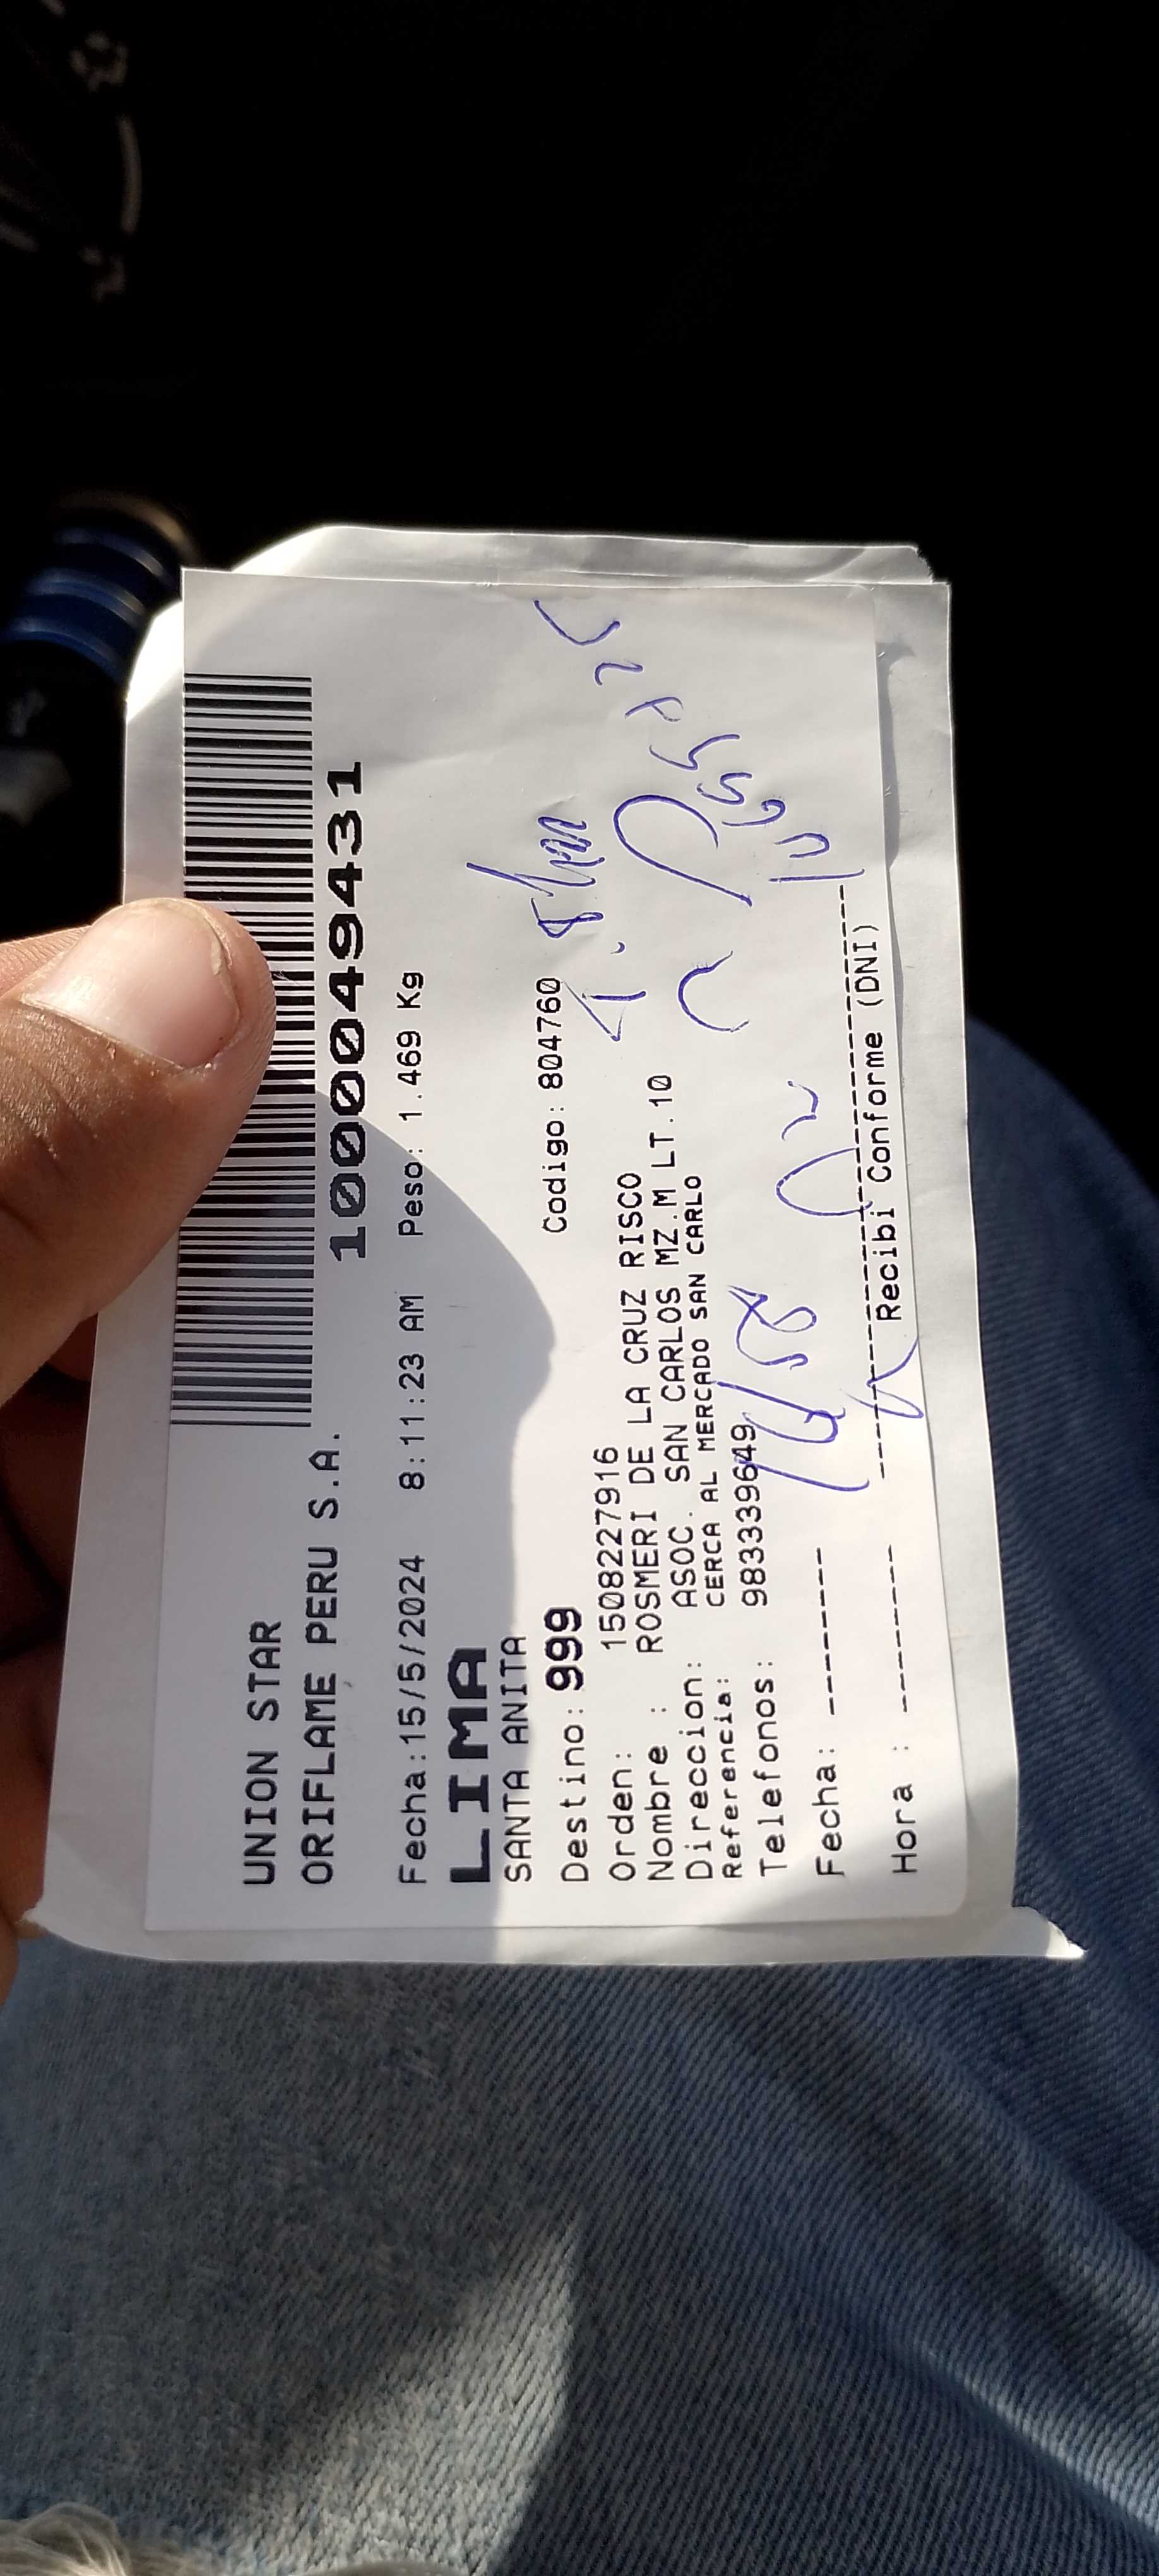 UNION STAR
ORIFLAME PERU S.A.
1000049431
Fecha:15/5/2024 8:11:23 AM Peso: 1.469 Kg
LIMA
SANTA ANITA
Destino: 999 Codigo: 804760
Orden: 1508227916
Nombre : ROSMERI DE LA CRUZ RISCO
Direccion: ASOC. SAN CARLOS MZ.M LT.10
Referencia: CERCA AL MERCADO SAN CARLO
Telefonos: 983339649
Fecha: -------
Hora : -------
Recibi Conforme (DNI)